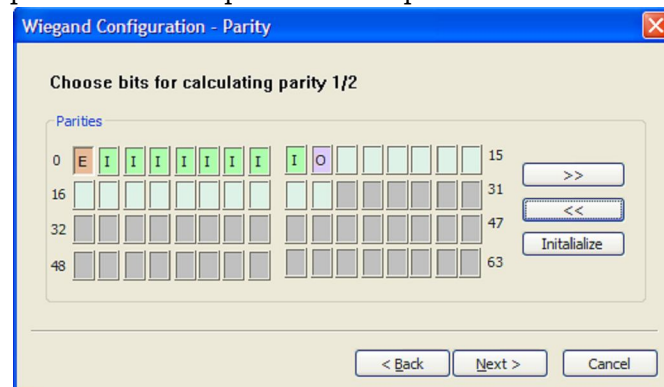 Wiegand Configuration - Parity
Choose bits for calculating parity 1/2
Parities
0 E I I I I I I I I O 15
>>
16 31
<<
32 47
Initalialize
48 63
< Back Next > Cancel